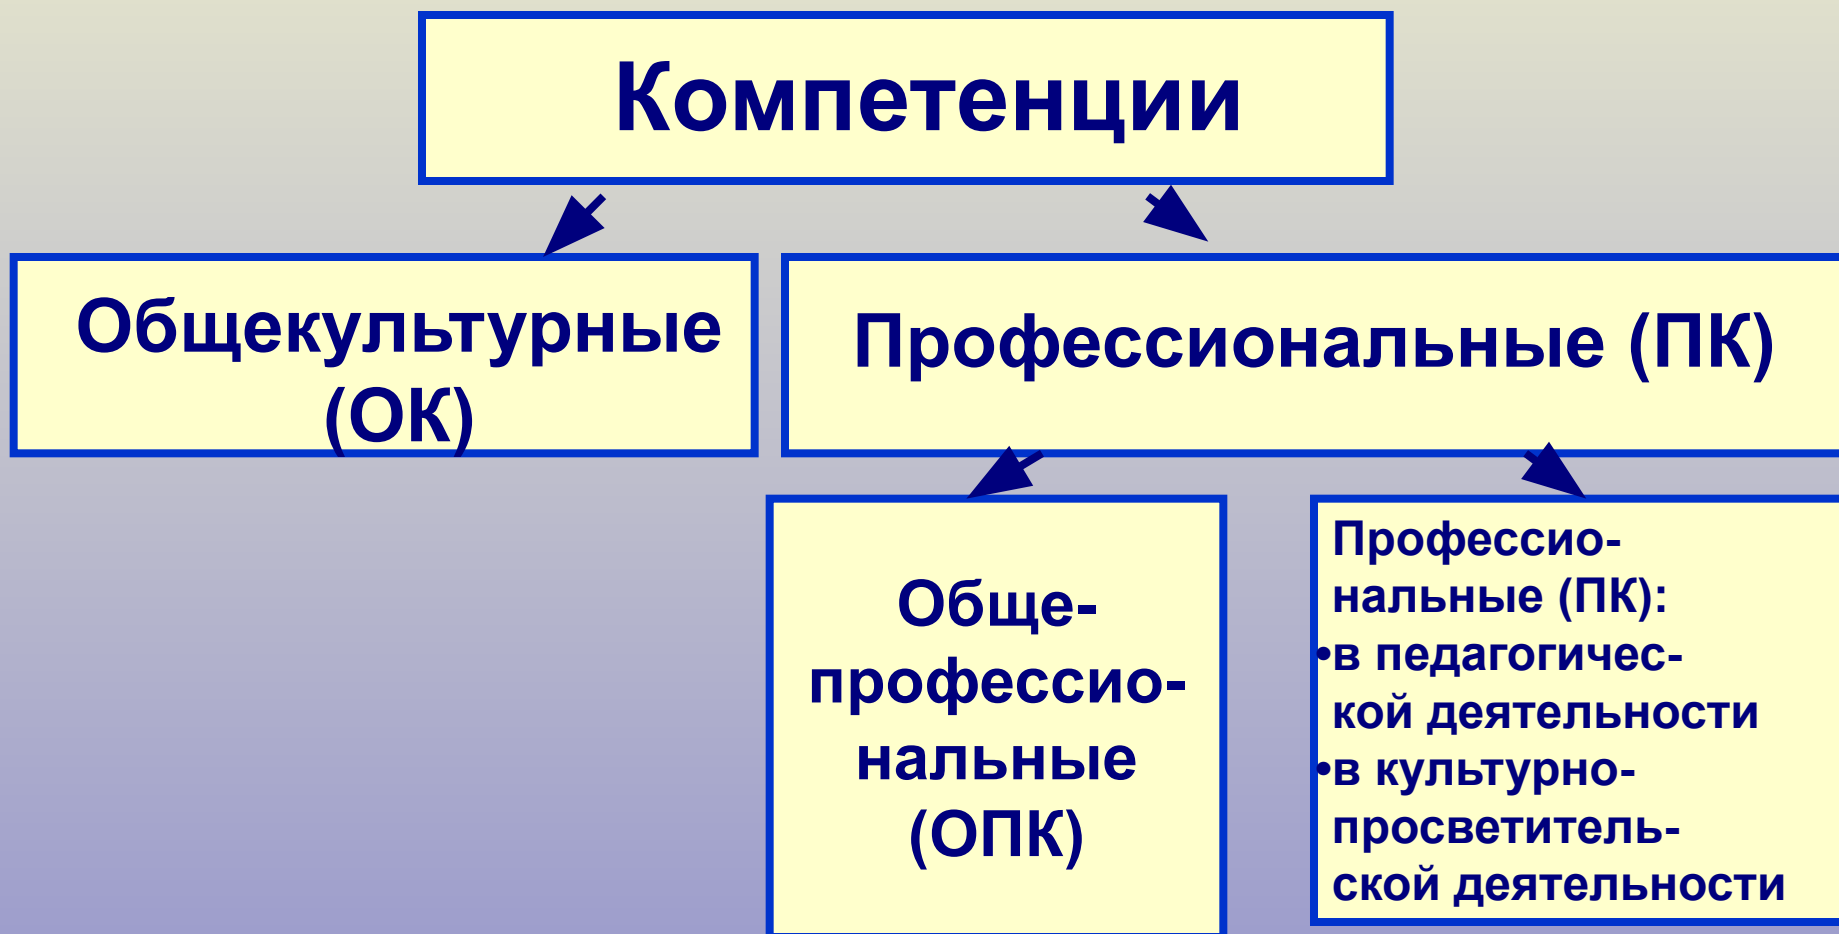 Компетенции
Общекультурные
(ОК)
Профессиональные (ПК)
Обще-
профессио-
нальные
(ОПК)
Профессио-
нальные (ПК):
•в педагогичес-
кой деятельности
•в культурно-
просветитель-
ской деятельности